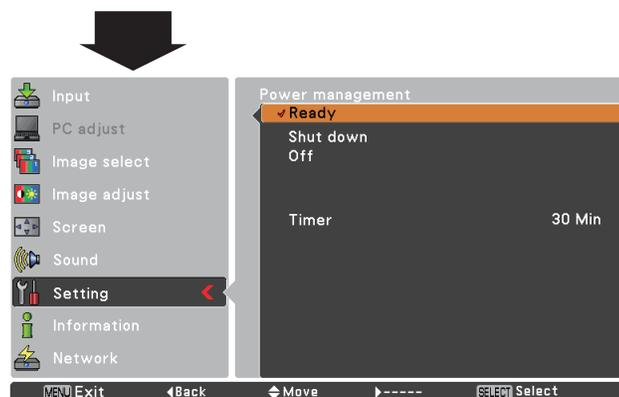 Input
PC adjust
Image select
Image adjust
Screen
Sound
Setting
Information
Network
Power management
Ready
Shut down
Off
Timer 30 Min
MENU Exit Back Move ----- SELECT Select